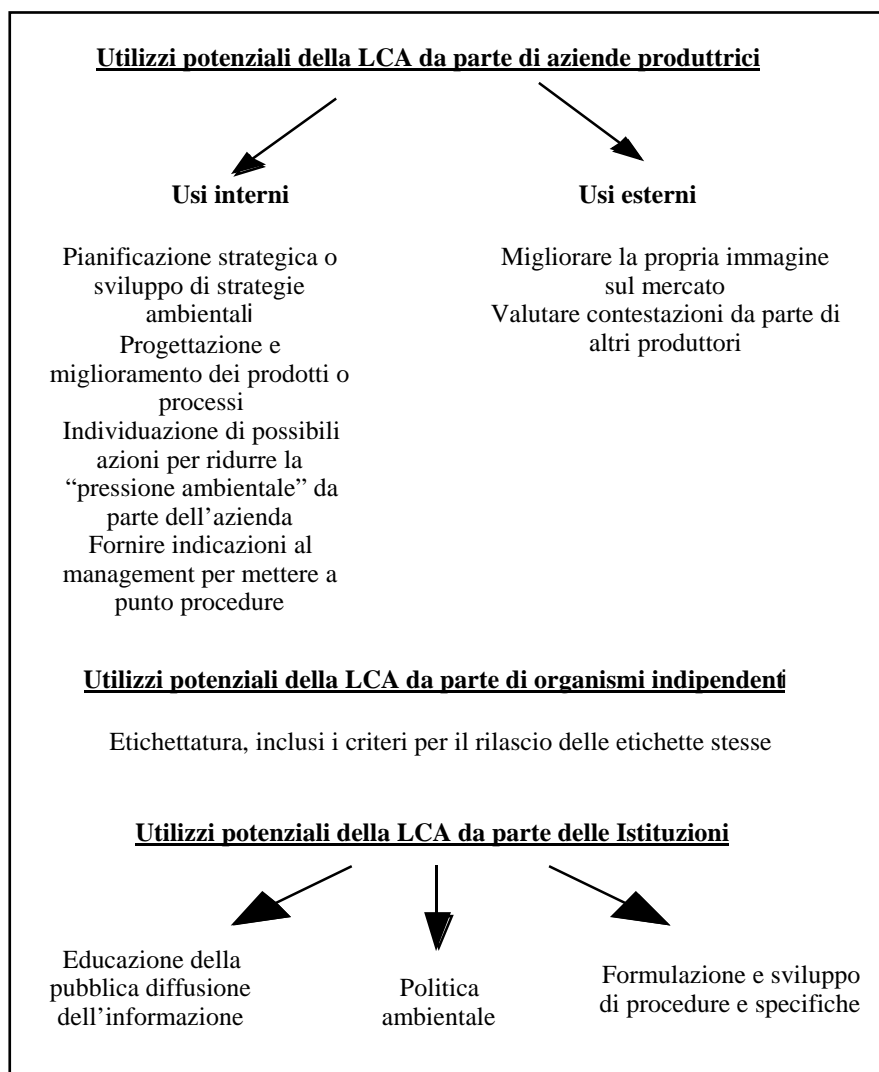 Utilizzi potenziali della LCA da parte di aziende produttrici
Usi interni
Pianificazione strategica o
sviluppo di strategie
ambientali
Progettazione e
miglioramento dei prodotti o
processi
Individuazione di possibili
azioni per ridurre la
“pressione ambientale” da
parte dell’azienda
Fornire indicazioni al
management per mettere a
punto procedure
Usi esterni
Migliorare la propria immagine
sul mercato
Valutare contestazioni da parte di
altri produttori
Utilizzi potenziali della LCA da parte di organismi indipendenti
Etichettatura, inclusi i criteri per il rilascio delle etichette stesse
Utilizzi potenziali della LCA da parte delle Istituzioni
Educazione della
pubblica diffusione
dell’informazione
Politica
ambientale
Formulazione e sviluppo
di procedure e specifiche